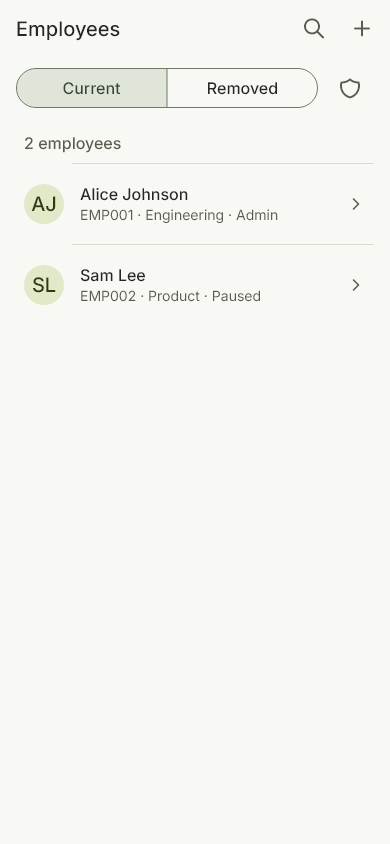 Employees
Current
Removed
2 employees
AJ
Alice Johnson
EMP001 · Engineering · Admin
SL
Sam Lee
EMP002 · Product · Paused